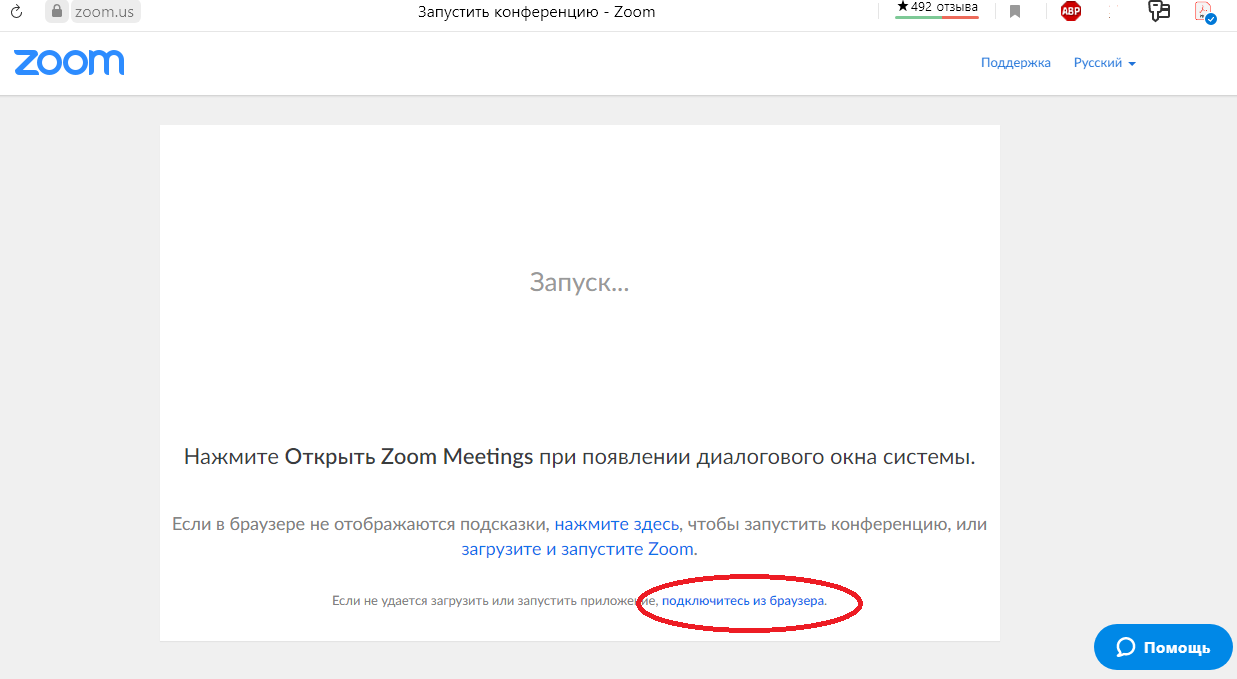 zoom.us
Запустить конференцию - Zoom
★ 492 отзыва
ABP
zoom
Поддержка
Русский
Запуск...
Нажмите Открыть Zoom Meetings при появлении диалогового окна системы.
Если в браузере не отображаются подсказки, нажмите здесь, чтобы запустить конференцию, или
загрузите и запустите Zoom.
Если не удается загрузить или запустить приложение, подключитесь из браузера.
Помощь